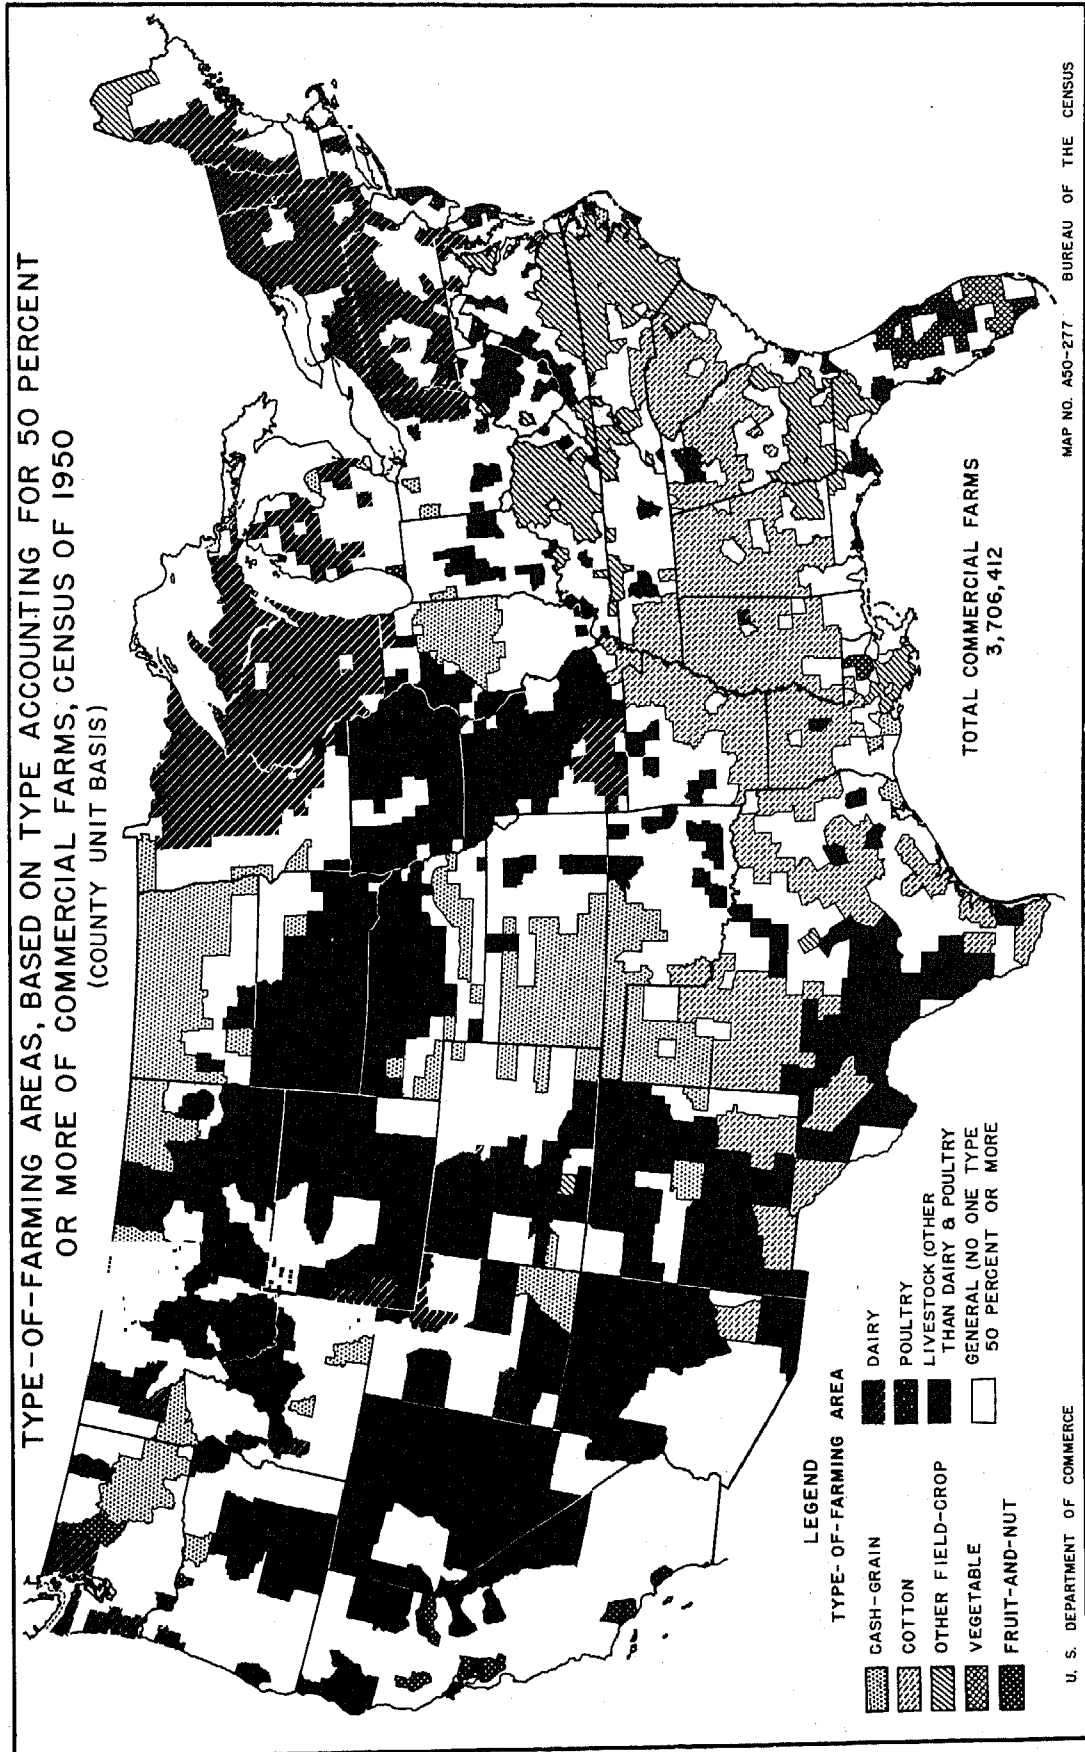 TYPE-OF-FARMING AREAS, BASED ON TYPE ACCOUNTING FOR 50 PERCENT
OR MORE OF COMMERCIAL FARMS, CENSUS OF 1950
(COUNTY UNIT BASIS)
LEGEND
TYPE-OF-FARMING AREA
CASH-GRAIN
COTTON
OTHER FIELD-CROP
VEGETABLE
FRUIT-AND-NUT
DAIRY
POULTRY
LIVESTOCK (OTHER
THAN DAIRY & POULTRY
GENERAL (NO ONE TYPE
50 PERCENT OR MORE
TOTAL COMMERCIAL FARMS
3,706,412
U. S. DEPARTMENT OF COMMERCE
MAP NO. A50-277 BUREAU OF THE CENSUS